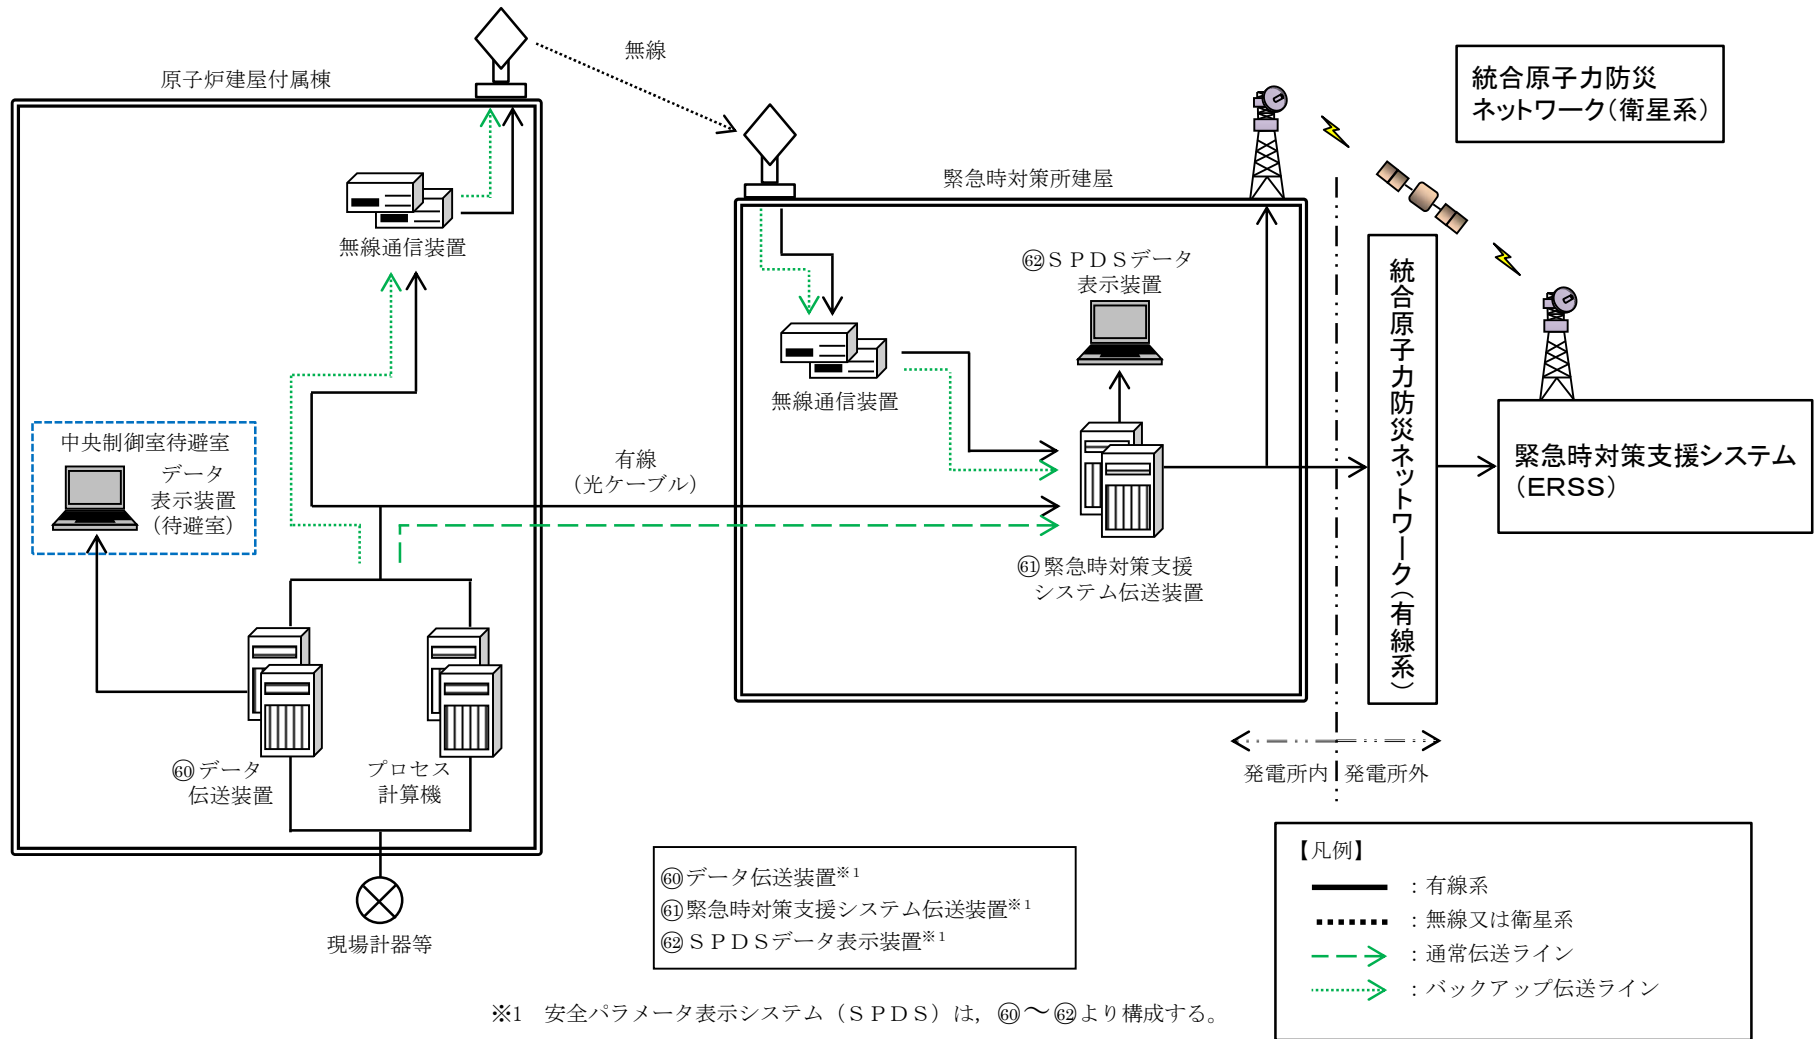 無線
原子炉建屋付属棟
統合原子力防災
ネットワーク(衛星系)
緊急時対策所建屋
無線通信装置
㉒ＳＰＤＳデータ
表示装置
無線通信装置
統合原子力防災ネットワーク(有線系)
中央制御室待避室
データ
表示装置
（待避室）
有線
（光ケーブル）
緊急時対策支援システム
（ERSS）
61緊急時対策支援
システム伝送装置
60データ
伝送装置
プロセス
計算機
発電所内
発電所外
現場計器等
60データ伝送装置※1
61緊急時対策支援システム伝送装置※1
62ＳＰＤＳデータ表示装置※1
【凡例】
：有線系
：無線又は衛星系
：通常伝送ライン
：バックアップ伝送ライン
※1　安全パラメータ表示システム（ＳＰＤＳ）は，60～62より構成する。